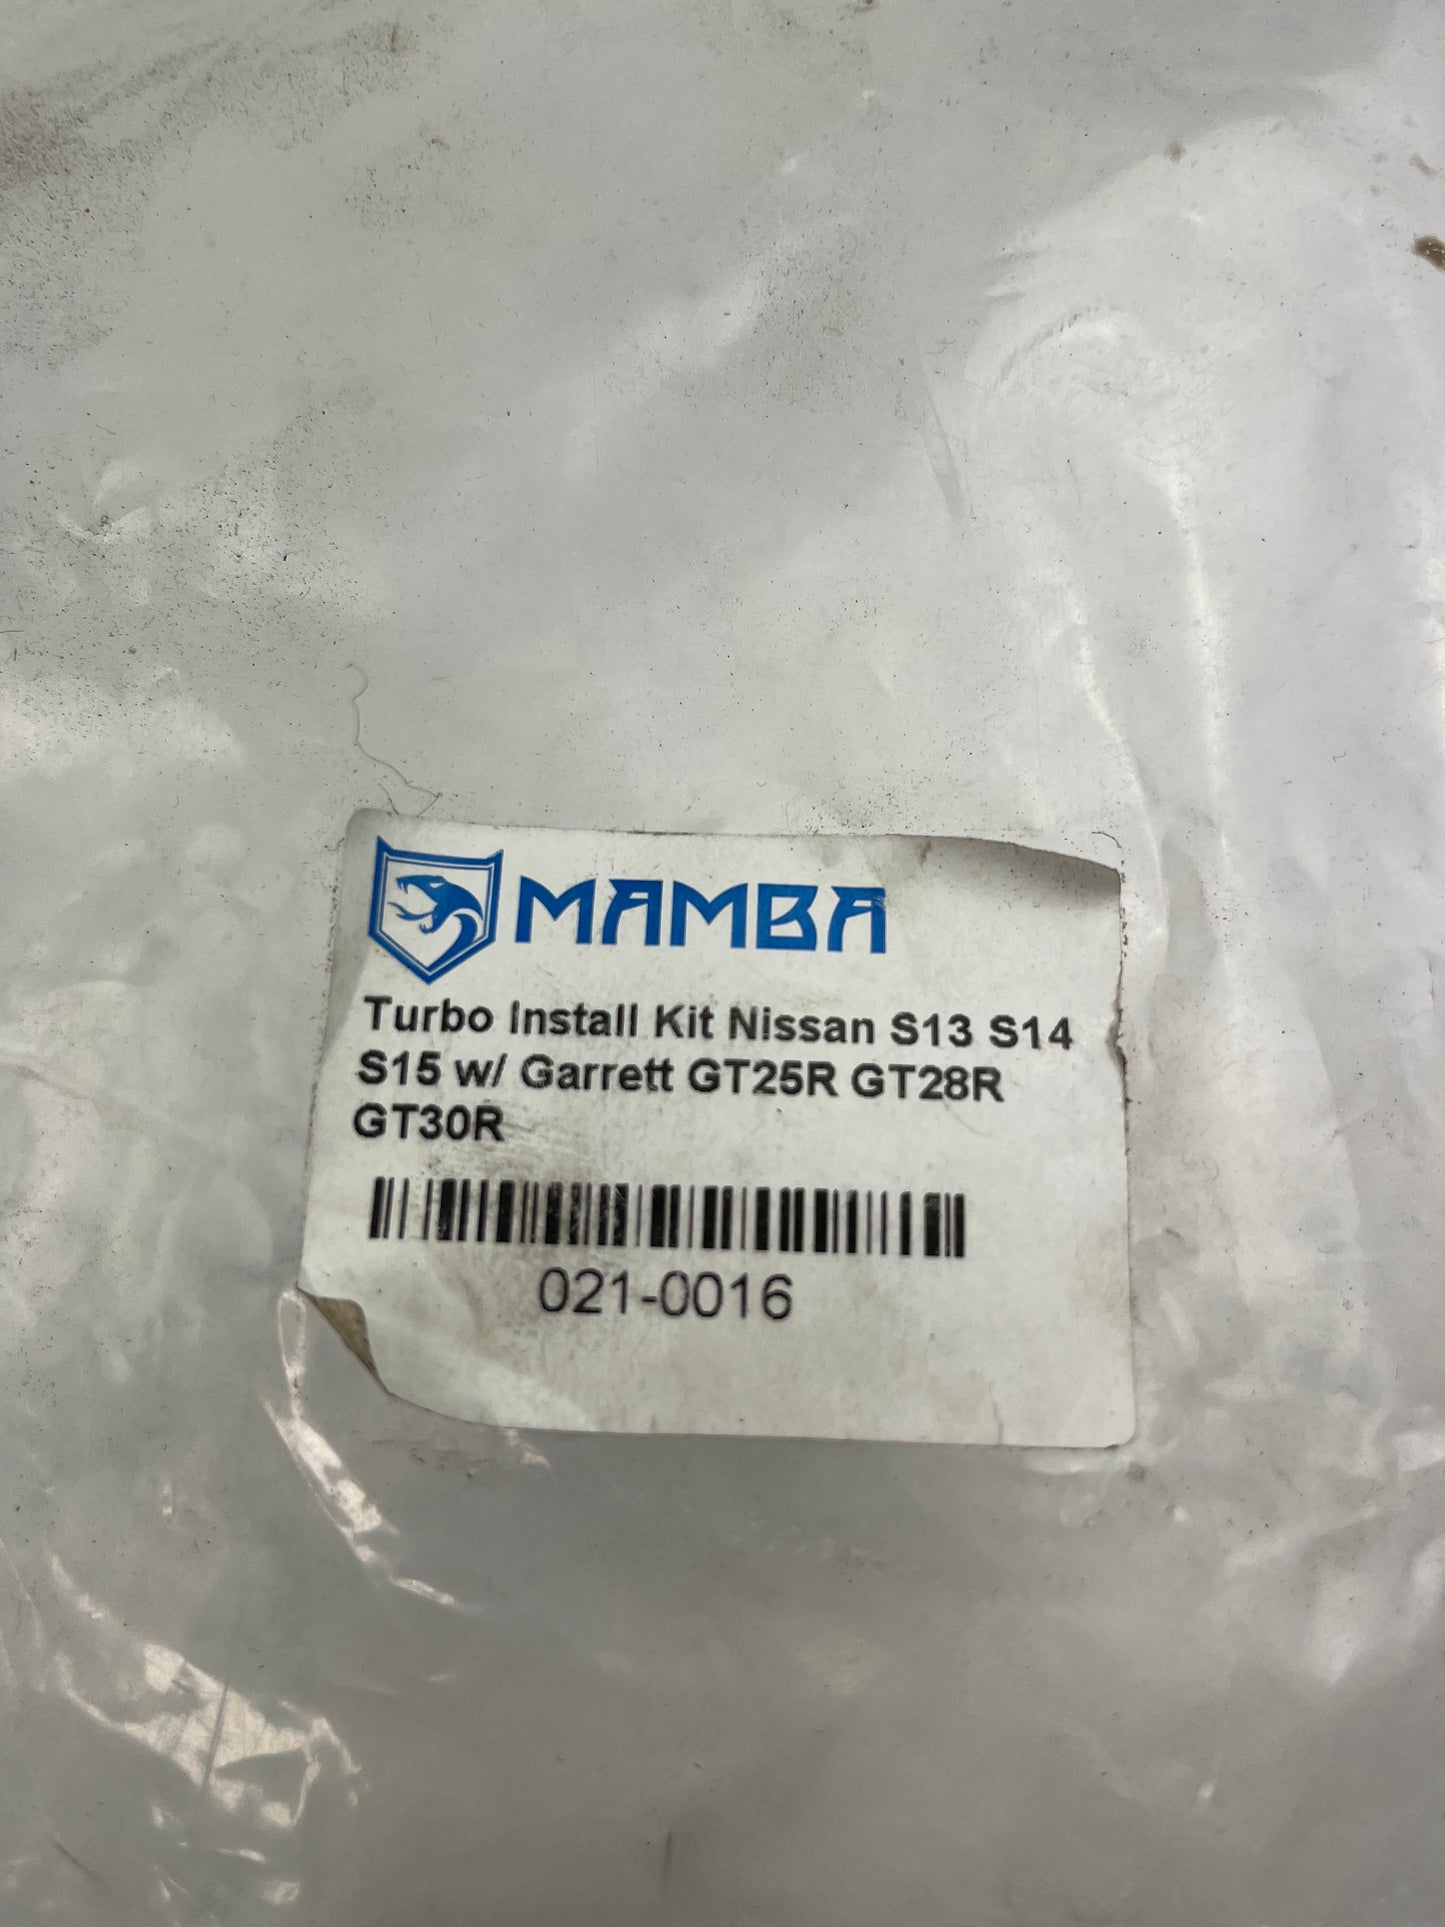 MAMBA
Turbo Install Kit Nissan S13 S14
S15 w/ Garrett GT25R GT28R
GT30R
021-0016